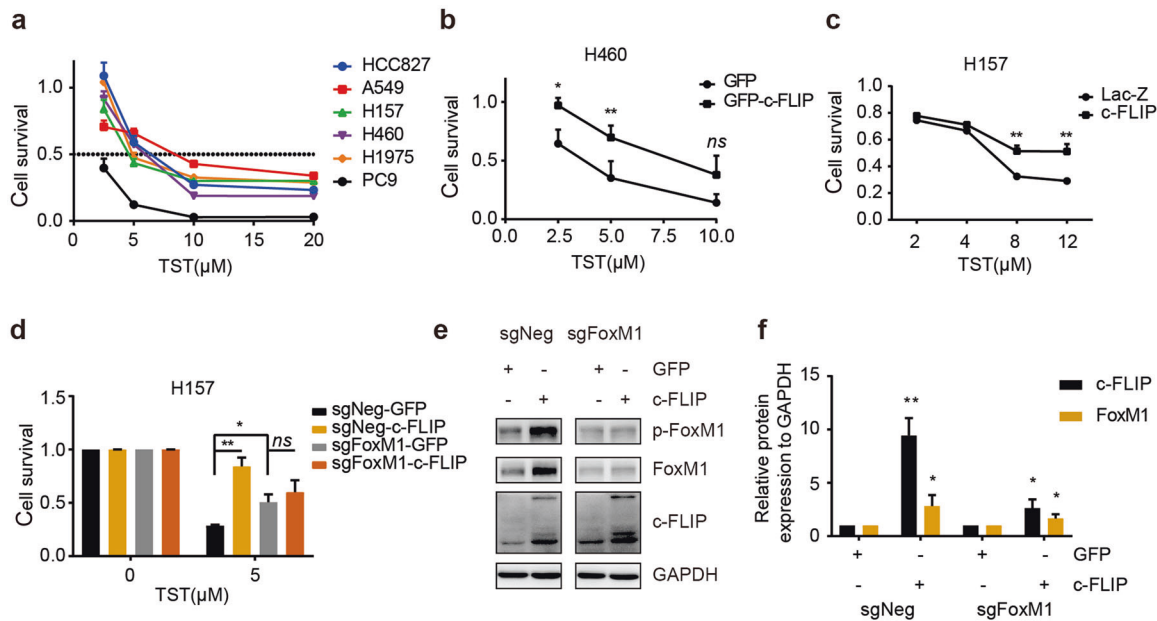 a
Cell survival
1.0
0.5
0.0
0 5 10 15 20
TST(μM)
HCC827
A549
H157
H460
H1975
PC9
b
H460
Cell survival
1.0
0.5
0.0
* ** ns
0.0 2.5 5.0 7.5 10.0
TST(μM)
GFP
GFP-c-FLIP
c
H157
Cell survival
1.0
0.8
0.6
0.4
0.2
0.0
** **
2 4 8 12
TST(μM)
Lac-Z
c-FLIP
d
H157
Cell survival
1.5
1.0
0.5
0.0
* ns
**
0 5
TST(μM)
sgNeg-GFP
sgNeg-c-FLIP
sgFoxM1-GFP
sgFoxM1-c-FLIP
e
sgNeg sgFoxM1
+ - + - GFP
- + - + c-FLIP
p-FoxM1
FoxM1
c-FLIP
GAPDH
f
Relative protein
expression to GAPDH
15
10
5
0
** * * *
c-FLIP
FoxM1
+ - + - GFP
- + - + c-FLIP
sgNeg sgFoxM1